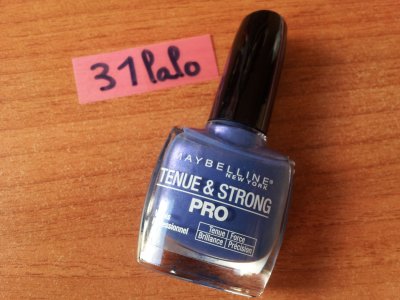 31lalo
MAYBELLINE
NEW YORK
TENUE & STRONG
PRO
Tenue Force
Brillance Précision